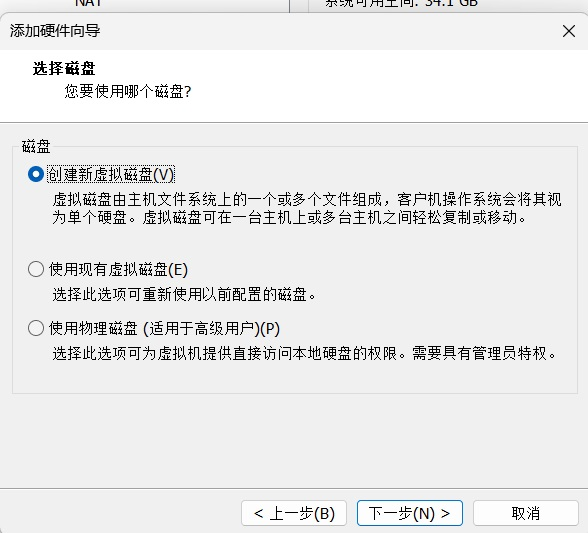 NAT
系统可用空间: 34.1 GB
添加硬件向导
选择磁盘
您要使用哪个磁盘?
磁盘
创建新虚拟磁盘(V)
虚拟磁盘由主机文件系统上的一个或多个文件组成，客户机操作系统会将其视
为单个硬盘。虚拟磁盘可在一台主机上或多台主机之间轻松复制或移动。
使用现有虚拟磁盘(E)
选择此选项可重新使用以前配置的磁盘。
使用物理磁盘 (适用于高级用户)(P)
选择此选项可为虚拟机提供直接访问本地硬盘的权限。需要具有管理员特权。
< 上一步(B)
下一步(N) >
取消